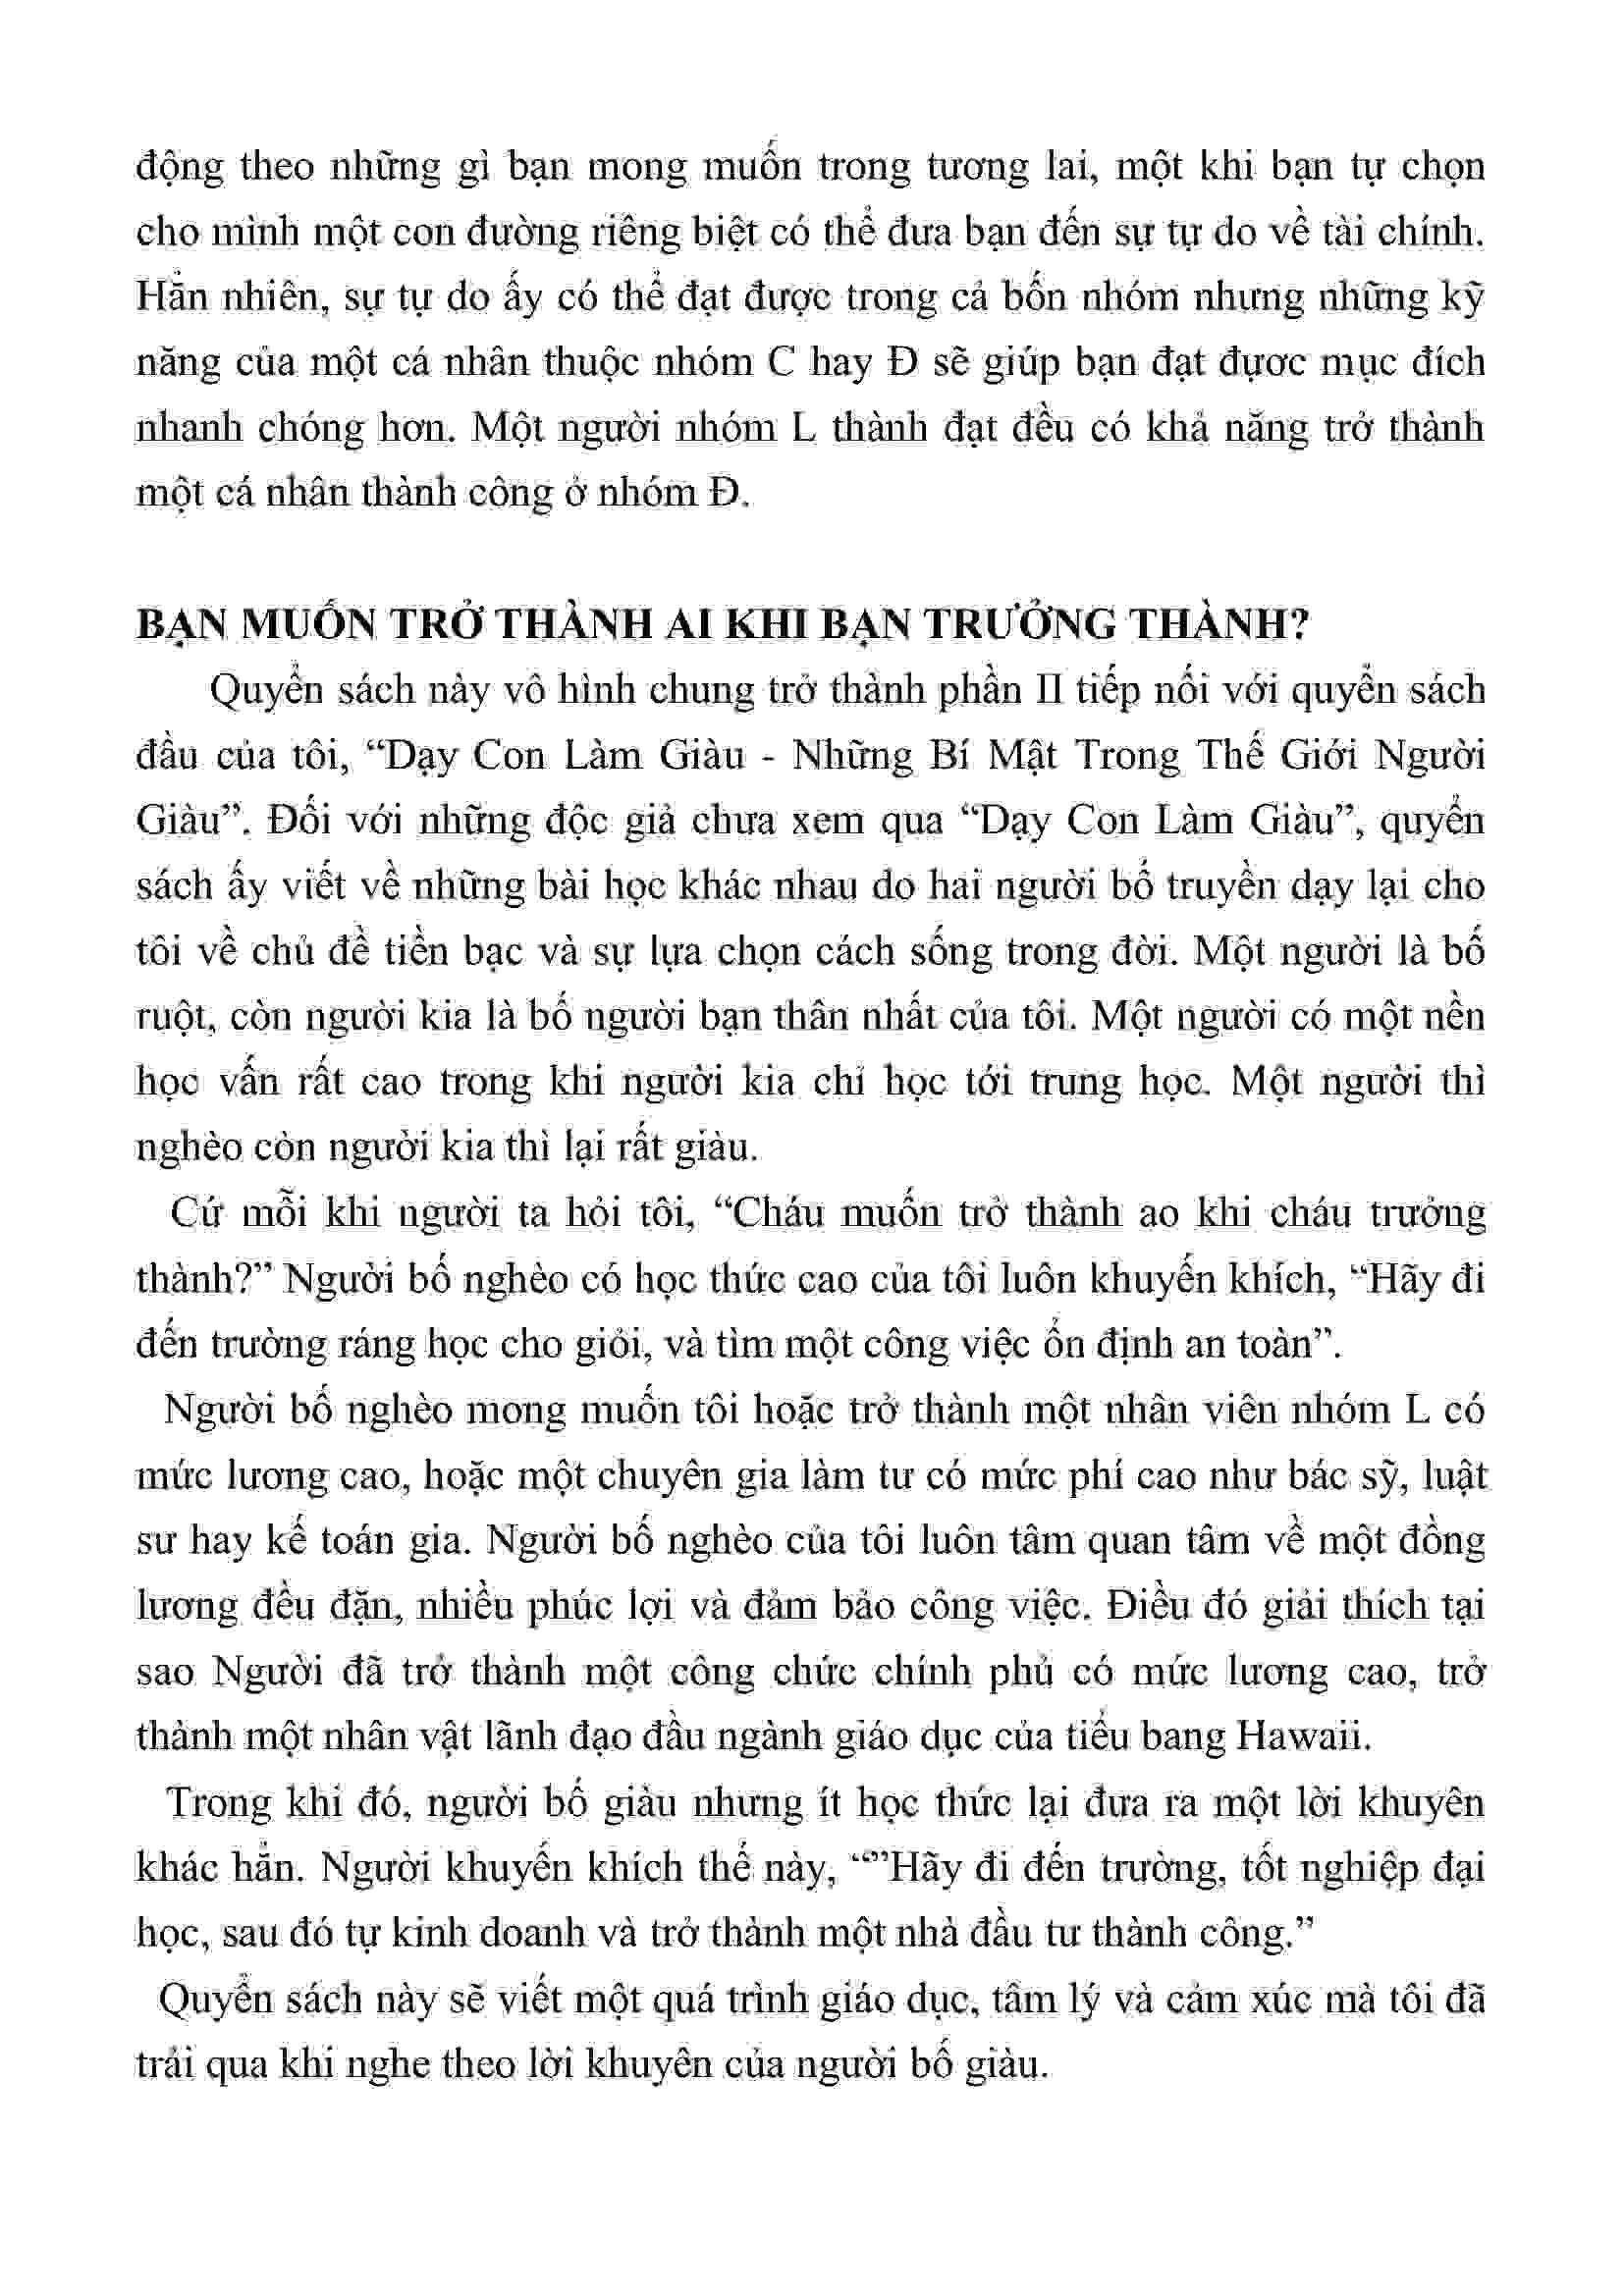 động theo những gì bạn mong muốn trong tương lai, một khi bạn tự chọn
cho mình một con đường riêng biệt có thể đưa bạn đến sự tự do về tài chính.
Hẳn nhiên, sự tự do ấy có thể đạt được trong cả bốn nhóm nhưng những kỹ
năng của một cá nhân thuộc nhóm C hay Đ sẽ giúp bạn đạt đựơc mục đích
nhanh chóng hơn. Một người nhóm L thành đạt đều có khả năng trở thành
một cá nhân thành công ở nhóm Đ.
BẠN MUỐN TRỞ THÀNH AI KHI BẠN TRƯỞNG THÀNH?
Quyển sách này vô hình chung trở thành phần II tiếp nối với quyển sách
đầu của tôi, “Dạy Con Làm Giàu - Những Bí Mật Trong Thế Giới Người
Giàu”. Đối với những độc giả chưa xem qua “Dạy Con Làm Giàu”, quyển
sách ấy viết về những bài học khác nhau do hai người bố truyền dạy lại cho
tôi về chủ đề tiền bạc và sự lựa chọn cách sống trong đời. Một người là bố
ruột, còn người kia là bố người bạn thân nhất của tôi. Một người có một nền
học vấn rất cao trong khi người kia chỉ học tới trung học. Một người thì
nghèo còn người kia thì lại rất giàu.
Cứ mỗi khi người ta hỏi tôi, “Cháu muốn trở thành ao khi cháu trưởng
thành?” Người bố nghèo có học thức cao của tôi luôn khuyến khích, “Hãy đi
đến trường ráng học cho giỏi, và tìm một công việc ổn định an toàn”.
Người bố nghèo mong muốn tôi hoặc trở thành một nhân viên nhóm L có
mức lương cao, hoặc một chuyên gia làm tư có mức phí cao như bác sỹ, luật
sư hay kế toán gia. Người bố nghèo của tôi luôn tâm quan tâm về một đồng
lương đều đặn, nhiều phúc lợi và đảm bảo công việc. Điều đó giải thích tại
sao Người đã trở thành một công chức chính phủ có mức lương cao, trở
thành một nhân vật lãnh đạo đầu ngành giáo dục của tiểu bang Hawaii.
Trong khi đó, người bố giàu nhưng ít học thức lại đưa ra một lời khuyên
khác hẳn. Người khuyến khích thế này, “”Hãy đi đến trường, tốt nghiệp đại
học, sau đó tự kinh doanh và trở thành một nhà đầu tư thành công.”
Quyển sách này sẽ viết một quá trình giáo dục, tâm lý và cảm xúc mà tôi đã
trải qua khi nghe theo lời khuyên của người bố giàu.